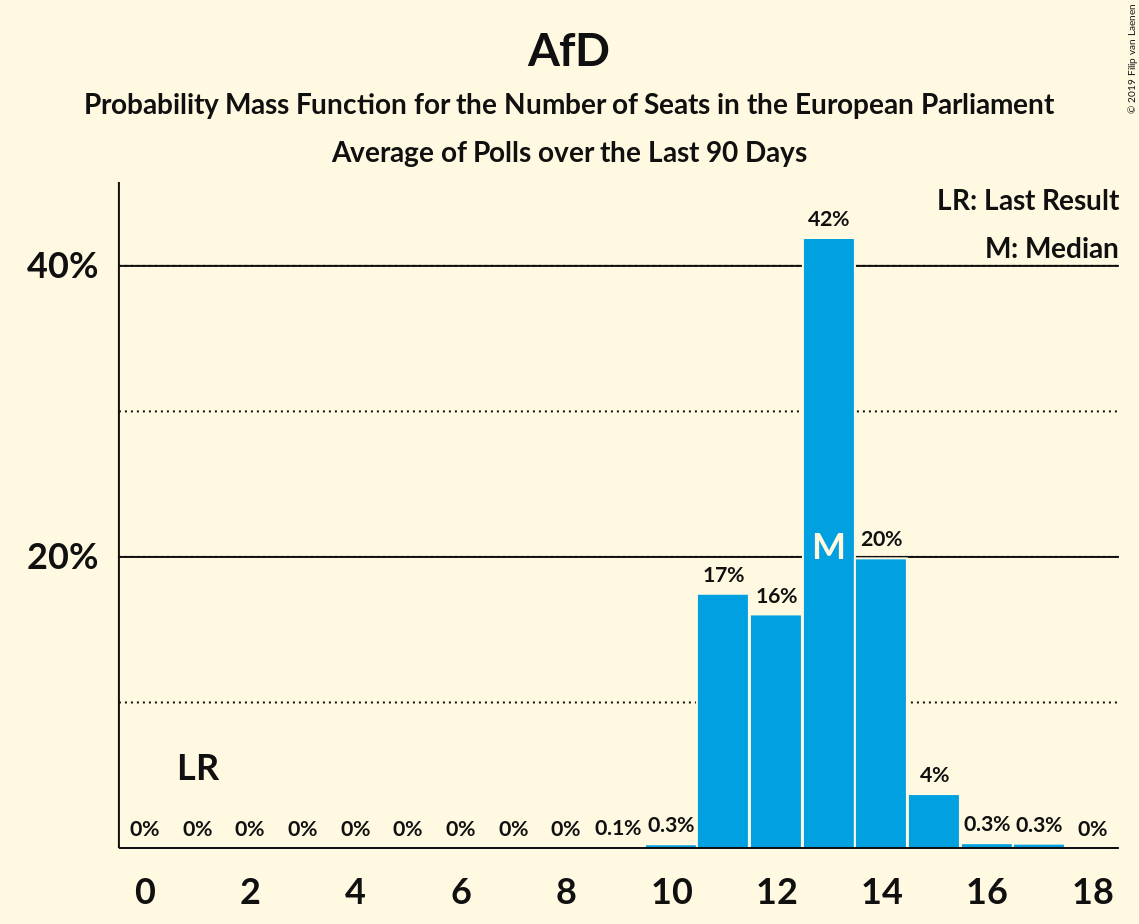 AfD
Probability Mass Function for the Number of Seats in the European Parliament
Average of Polls over the Last 90 Days
© 2019 Filip van Laenen
LR: Last Result
M: Median
42%
40%
M
20%
20%
17%
16%
LR
4%
0% 0% 0% 0% 0% 0% 0% 0% 0% 0.1% 0.3% 0.3% 0.3% 0%
0 2 4 6 8 10 12 14 16 18